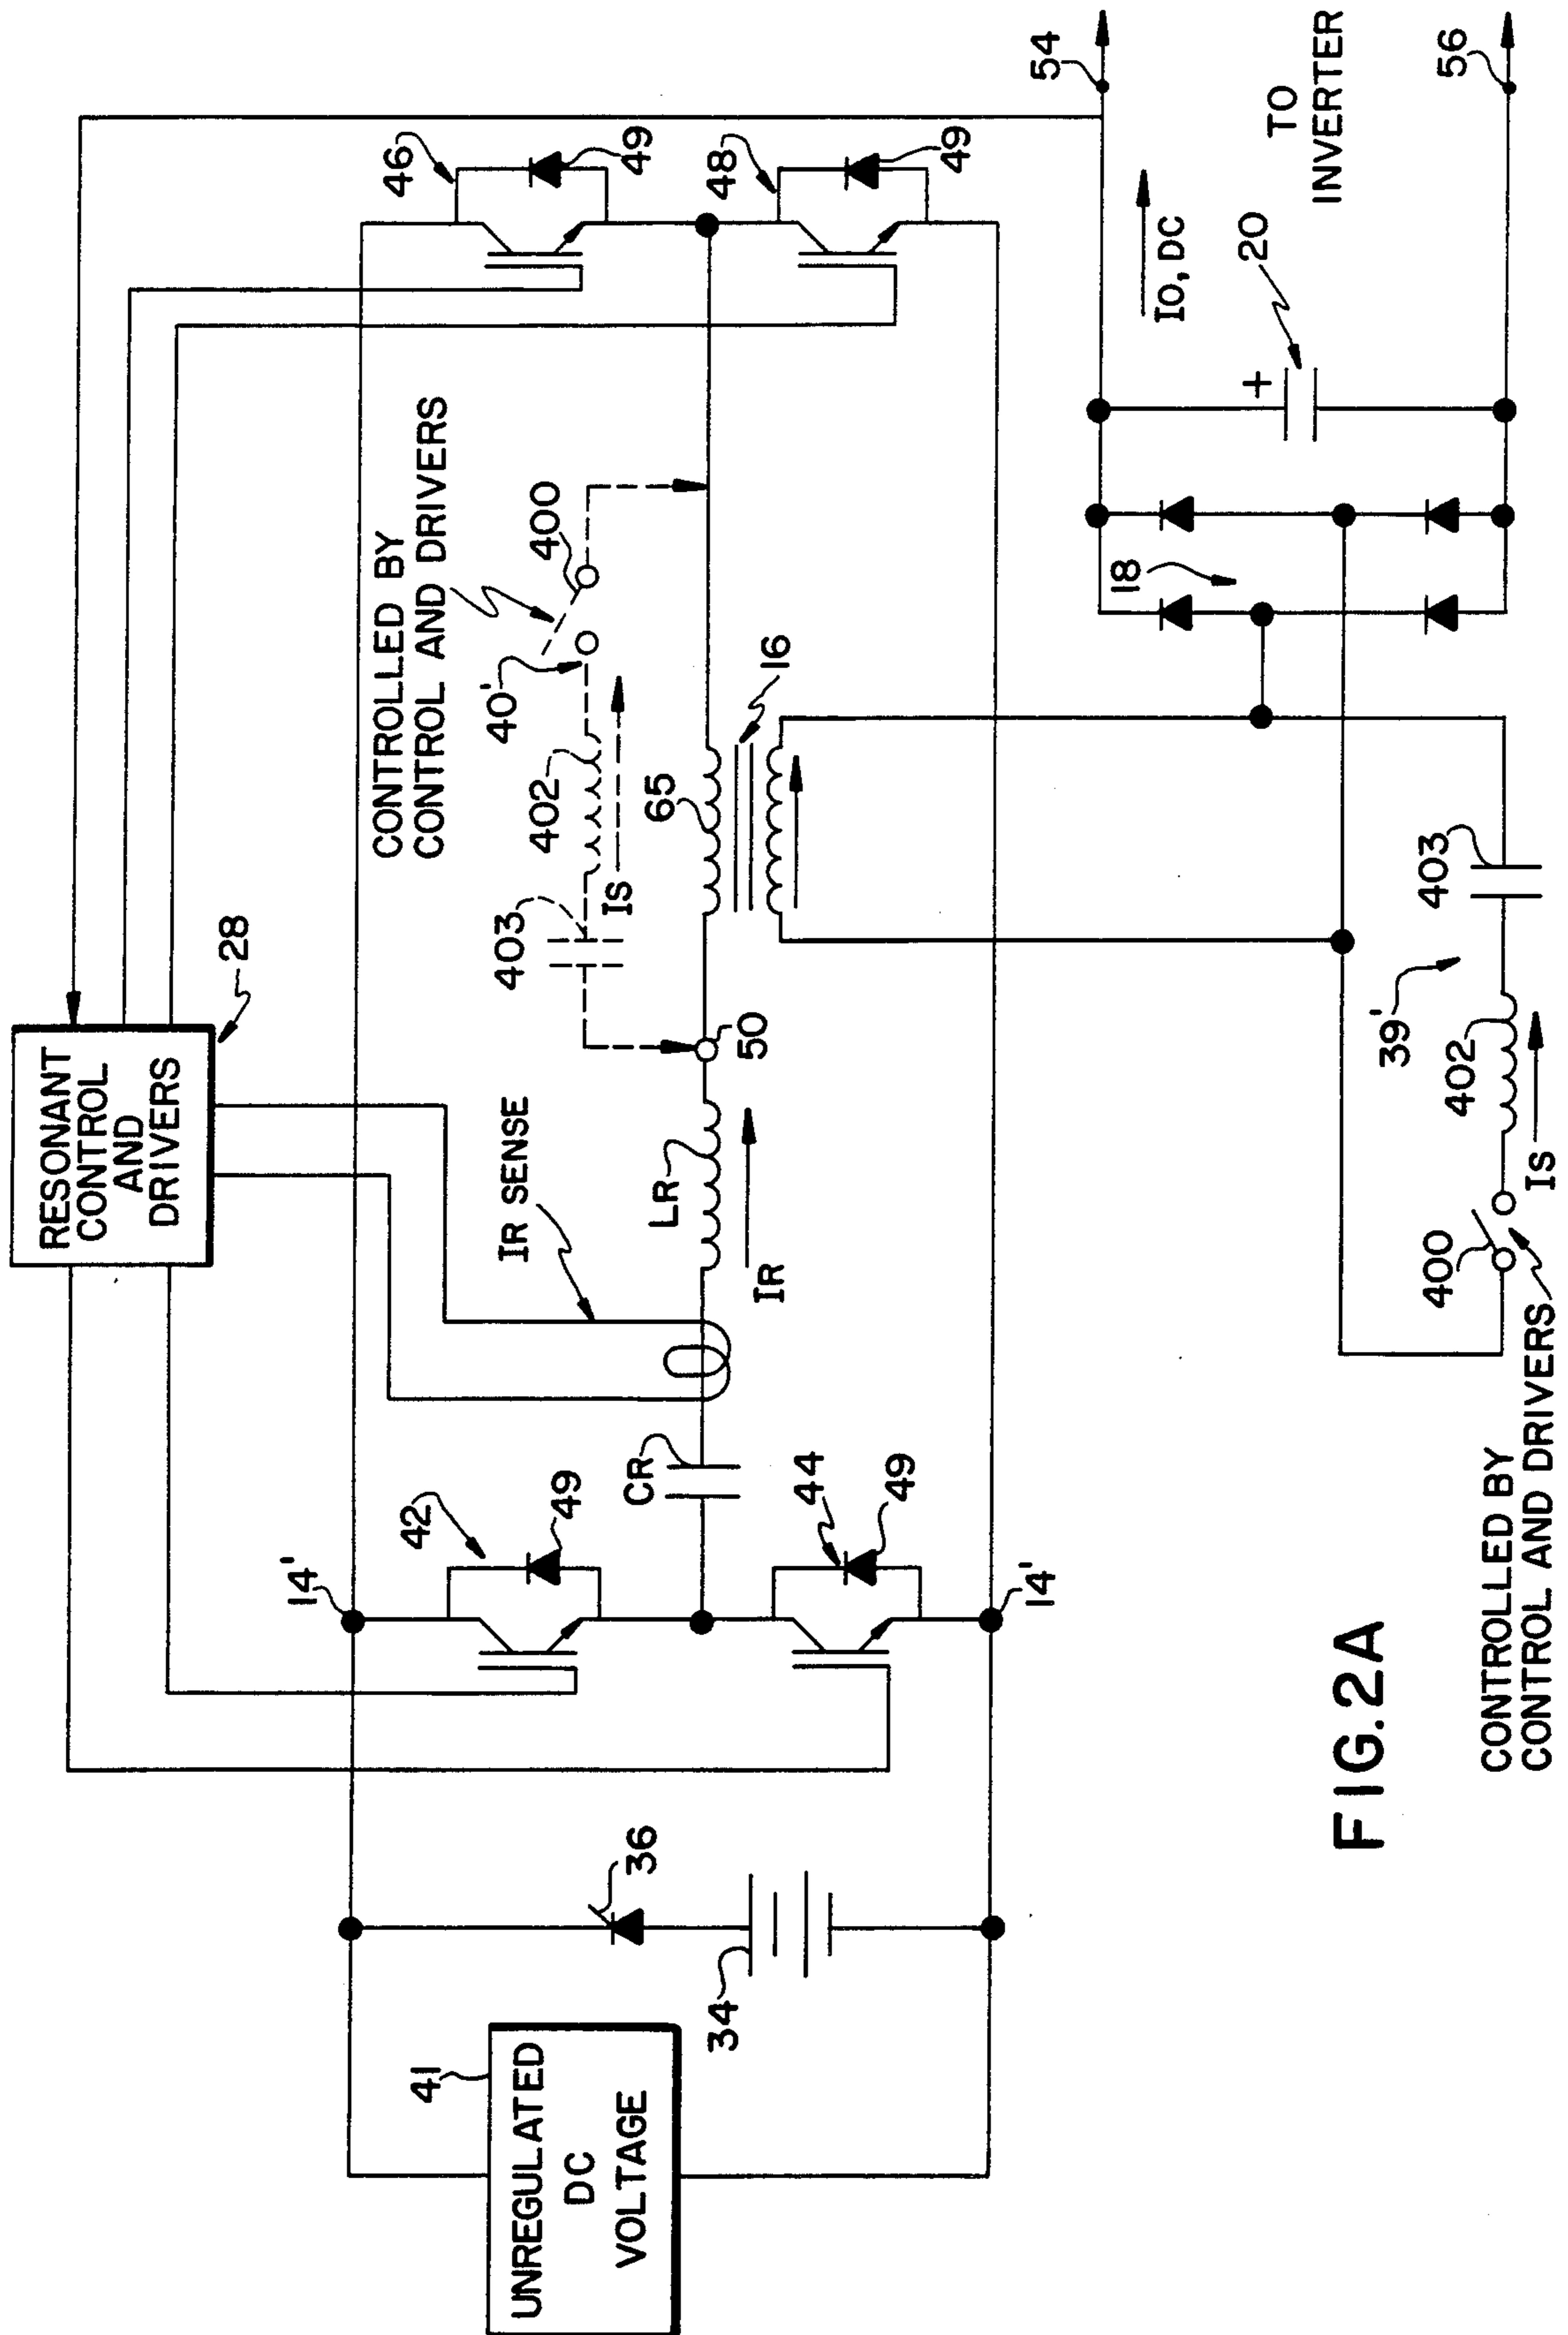 RESONANT
CONTROL
AND
DRIVERS
28
UNREGULATED
DC
VOLTAGE
41
34
36
14'
14'
42
49
44
49
CR
IR SENSE
LR
IR
50
403
IS
402
40'
400
CONTROLLED BY
CONTROL AND DRIVERS
65
16
46
49
48
49
18
+
20
IO, DC
54
TO
INVERTER
56
39'
403
402
IS
400
CONTROLLED BY
CONTROL AND DRIVERS
FIG. 2A